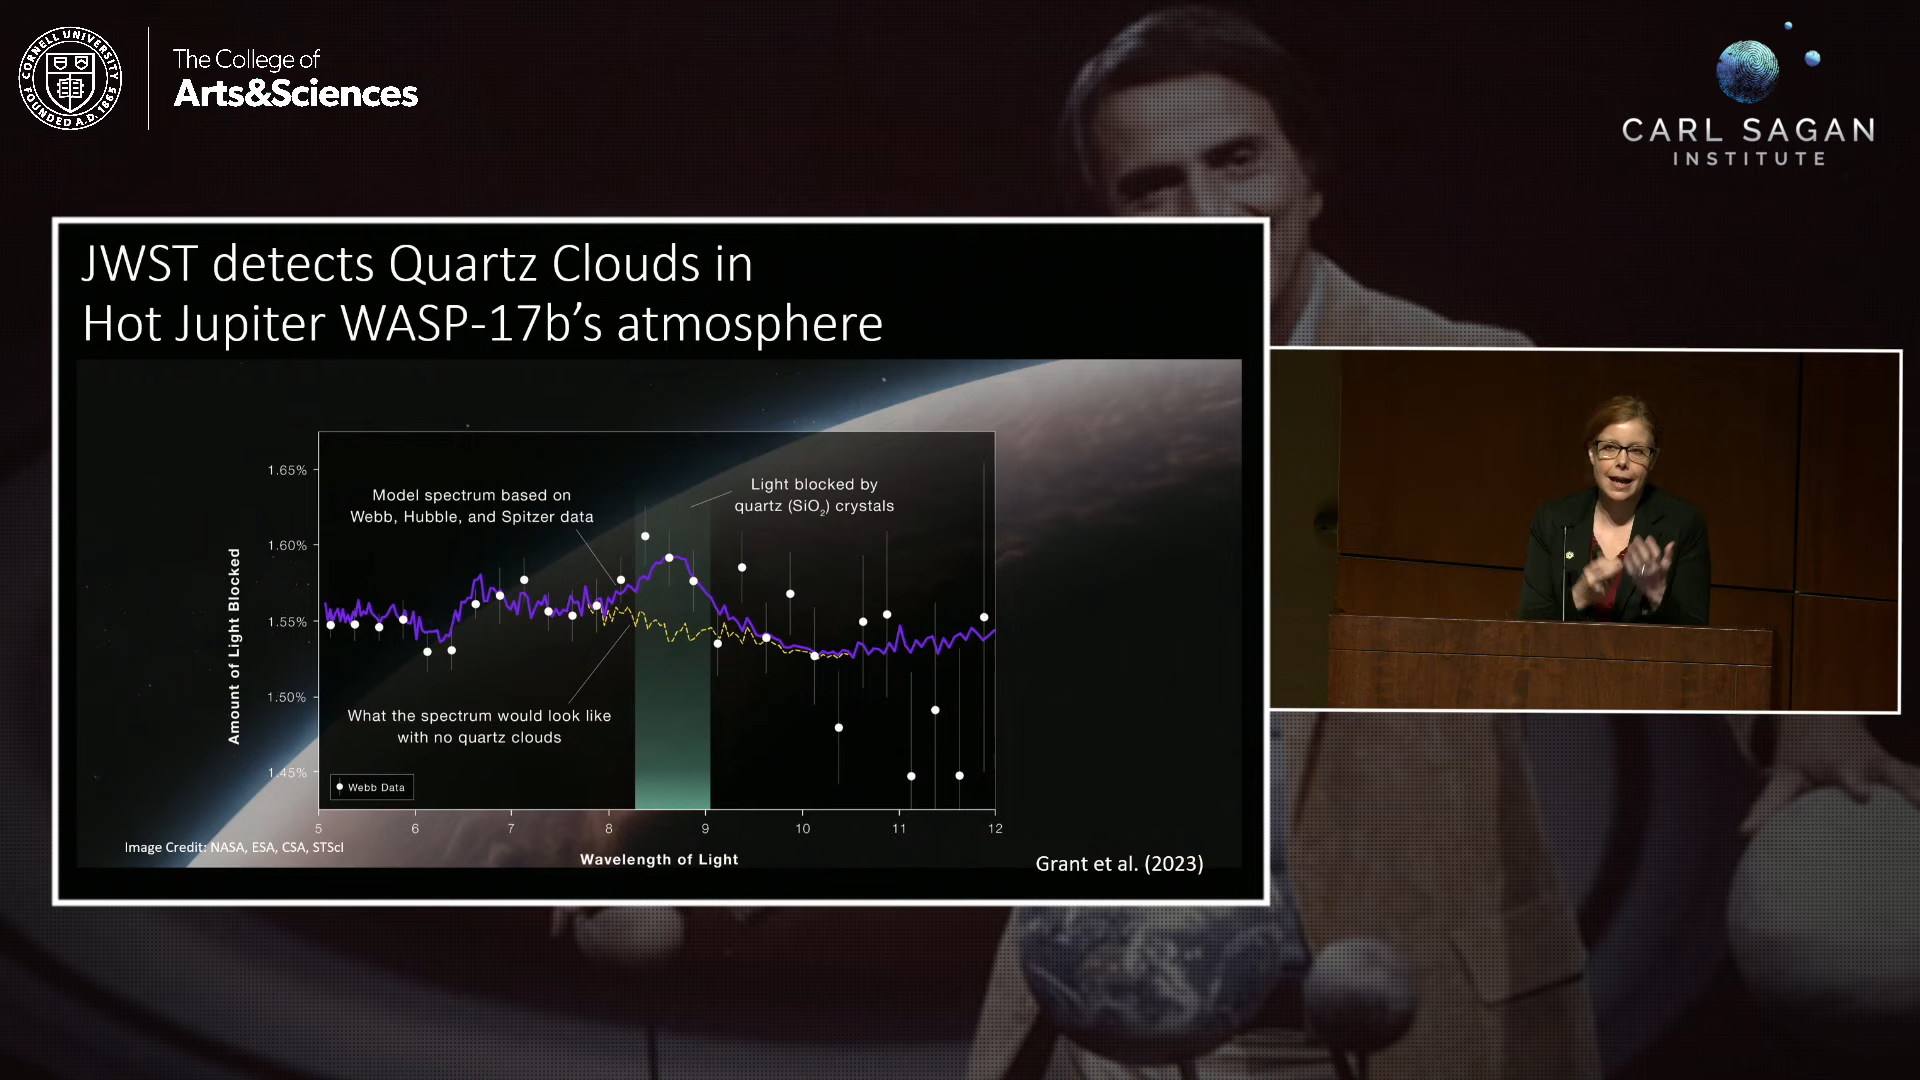 CORNELL UNIVERSITY
FOUNDED A.D. 1865
The College of
Arts&Sciences
CARL SAGAN
INSTITUTE
JWST detects Quartz Clouds in
Hot Jupiter WASP-17b’s atmosphere
Amount of Light Blocked
1.65%
1.60%
1.55%
1.50%
1.45%
Model spectrum based on
Webb, Hubble, and Spitzer data
Light blocked by
quartz (SiO₂) crystals
What the spectrum would look like
with no quartz clouds
Webb Data
5 6 7 8 9 10 11 12
Wavelength of Light
Image Credit: NASA, ESA, CSA, STScI
Grant et al. (2023)